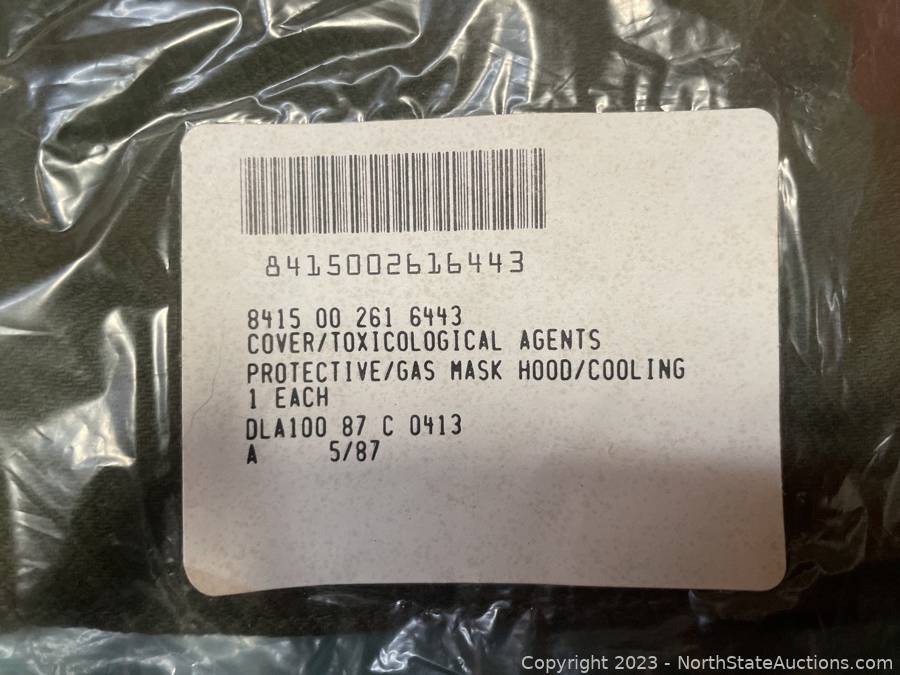 8415002616443
8415 00 261 6443
COVER/TOXICOLOGICAL AGENTS
PROTECTIVE/GAS MASK HOOD/COOLING
1 EACH
DLA100 87 C 0413
A 5/87
Copyright © 2023 - NorthStateAuctions.com